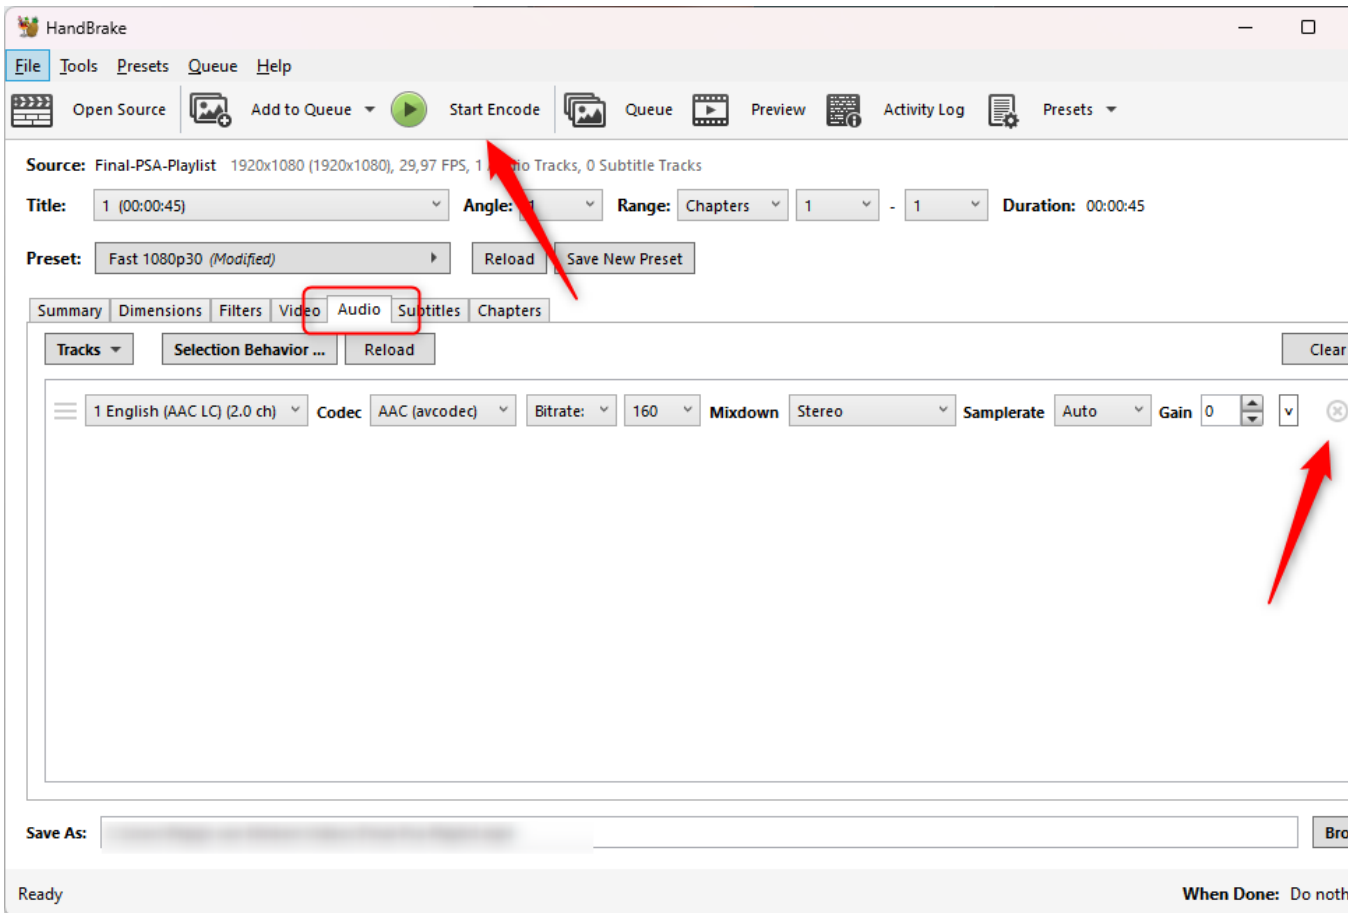 HandBrake
File Tools Presets Queue Help
Open Source Add to Queue Start Encode Queue Preview Activity Log Presets
Source: Final-PSA-Playlist 1920x1080 (1920x1080), 29,97 FPS, 1 Tracks, 0 Subtitle Tracks
Title: 1 (00:00:45) Angle: Range: Chapters 1 - 1 Duration: 00:00:45
Preset: Fast 1080p30 (Modified) Reload Save New Preset
Summary Dimensions Filters Video Audio Subtitles Chapters
Tracks Selection Behavior ... Reload Clear
1 English (AAC LC) (2.0 ch) Codec AAC (avcodec) Bitrate: 160 Mixdown Stereo Samplerate Auto Gain 0 v
Save As: Bro
Ready When Done: Do noth